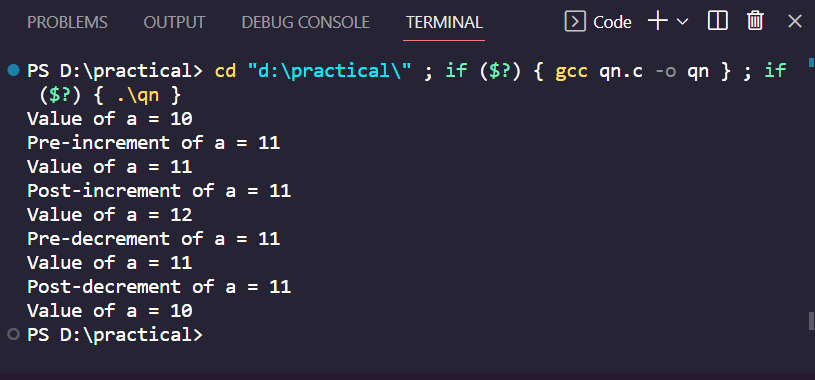 PROBLEMS OUTPUT DEBUG CONSOLE TERMINAL Code
PS D:\practical> cd "d:\practical\" ; if ($?) { gcc qn.c -o qn } ; if
($?) { .\qn }
Value of a = 10
Pre-increment of a = 11
Value of a = 11
Post-increment of a = 11
Value of a = 12
Pre-decrement of a = 11
Value of a = 11
Post-decrement of a = 11
Value of a = 10
PS D:\practical>